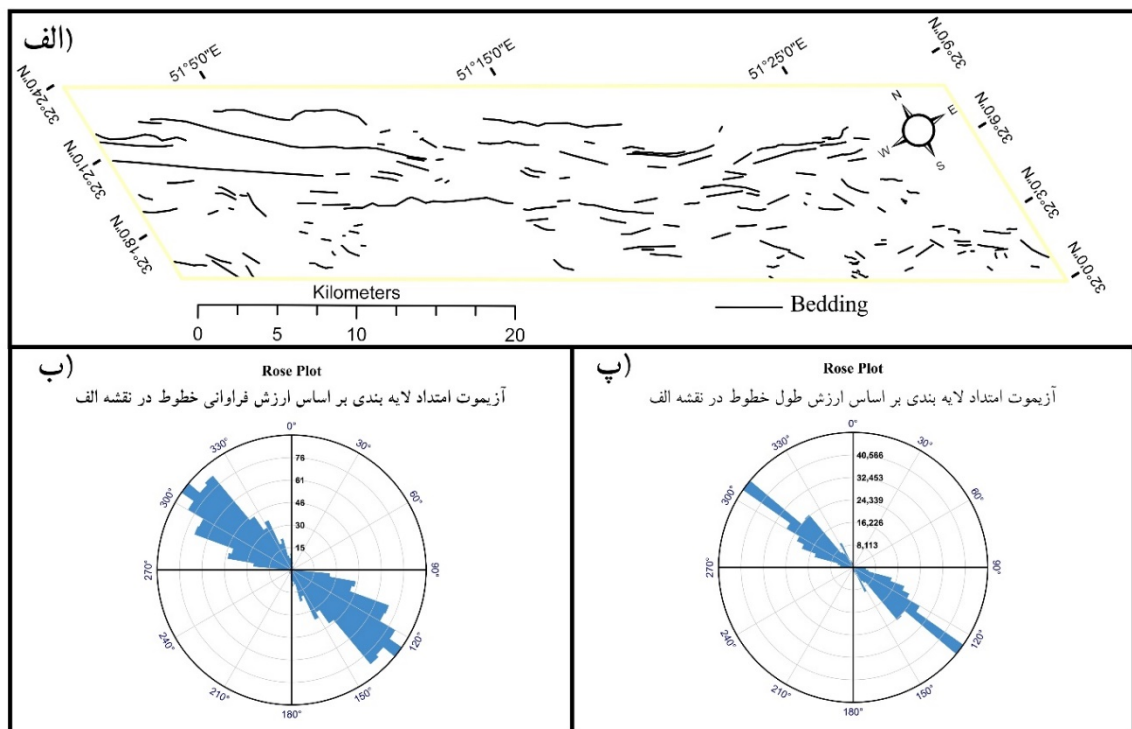 الف)
51°5'0"E
51°15'0"E
51°25'0"E
32°9'0"N
32°24'0"N
32°21'0"N
32°18'0"N
32°6'0"N
32°3'0"N
32°0'0"N
N
E
W
S
Kilometers
0 5 10 20
Bedding
ب)
Rose Plot
آزیموت امتداد لایه بندی بر اساس ارزش فراوانی خطوط در نقشه الف
0°
30°
60°
90°
120°
150°
180°
210°
240°
270°
300°
330°
76
61
46
30
15
پ)
Rose Plot
آزیموت امتداد لایه بندی بر اساس ارزش طول خطوط در نقشه الف
0°
30°
60°
90°
120°
150°
180°
210°
240°
270°
300°
330°
40,566
32,453
24,339
16,226
8,113